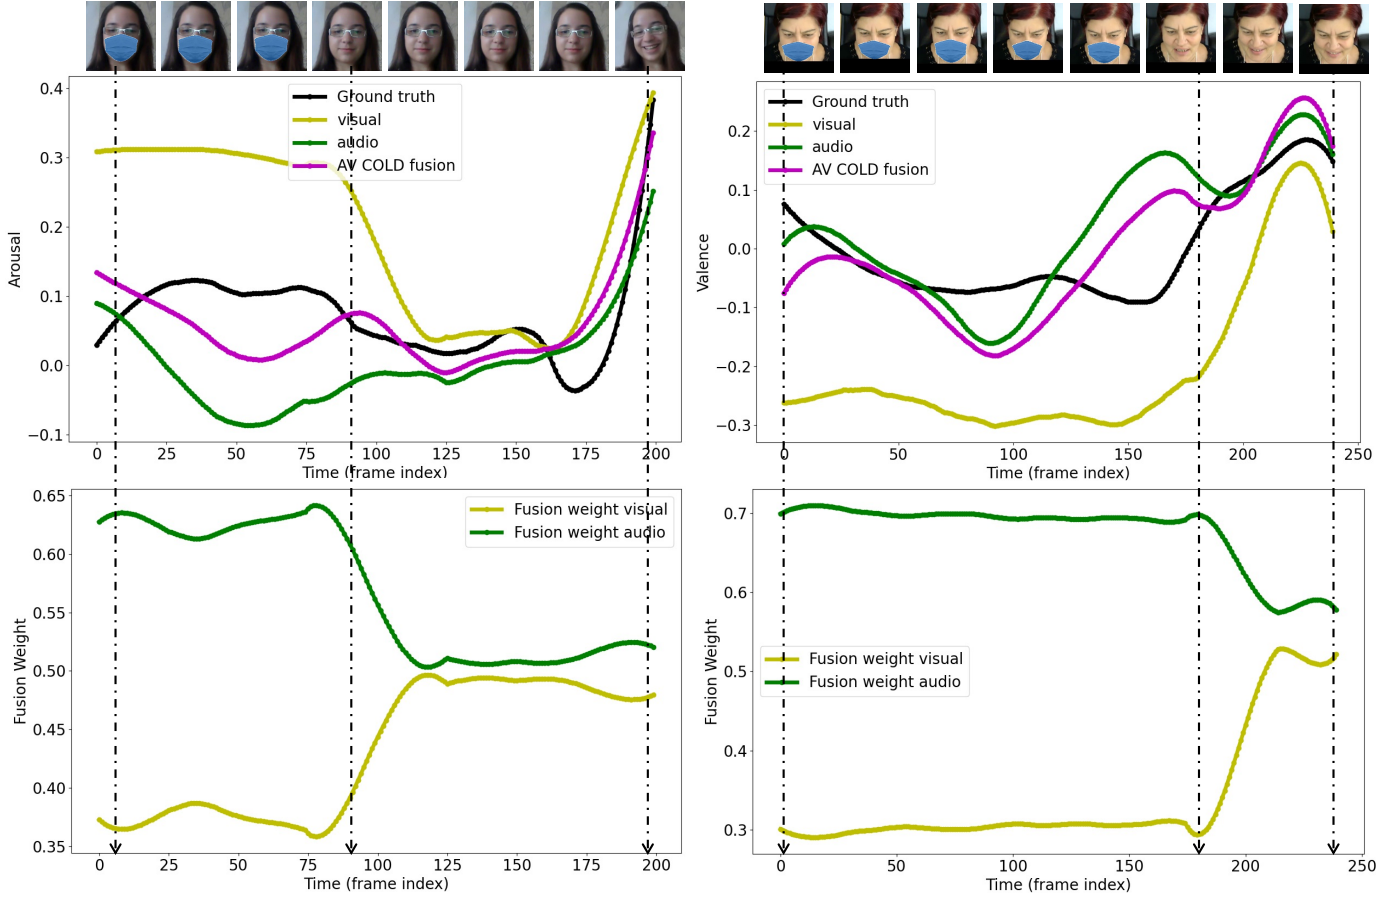 Ground truth
visual
audio
AV COLD fusion
0.4
0.3
0.2
0.1
0.0
−0.1
Arousal
0 25 50 75 100 125 150 175 200
Time (frame index)
Ground truth
visual
audio
AV COLD fusion
0.2
0.1
0.0
−0.1
−0.2
−0.3
Valence
0 50 100 150 200 250
Time (frame index)
Fusion weight visual
Fusion weight audio
0.65
0.60
0.55
0.50
0.45
0.40
0.35
Fusion Weight
0 25 50 75 100 125 150 175 200
Time (frame index)
Fusion weight visual
Fusion weight audio
0.7
0.6
0.5
0.4
0.3
Fusion Weight
0 50 100 150 200 250
Time (frame index)